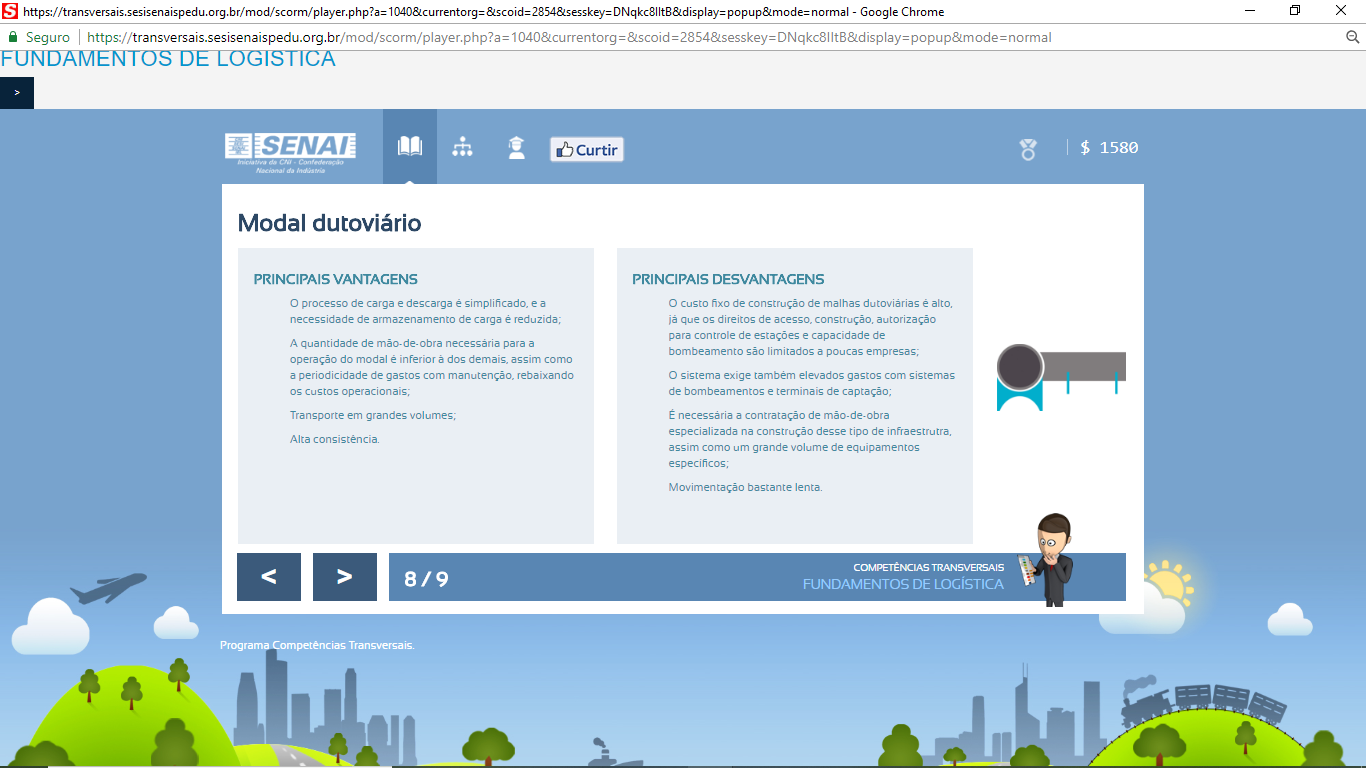 https://transversais.sesisenaispedu.org.br/mod/scorm/player.php?a=1040&currentorg=&scoid=2854&sesskey=DNqkc8IItB&display=popup&mode=normal - Google Chrome
Seguro https://transversais.sesisenaispedu.org.br/mod/scorm/player.php?a=1040&currentorg=&scoid=2854&sesskey=DNqkc8IItB&display=popup&mode=normal
FUNDAMENTOS DE LOGÍSTICA
>
SENAI
Iniciativa da CNI - Confederação
Nacional da Indústria
Curtir
$ 1580
Modal dutoviário
PRINCIPAIS VANTAGENS
O processo de carga e descarga é simplificado, e a
necessidade de armazenamento de carga é reduzida;
A quantidade de mão-de-obra necessária para a
operação do modal é inferior à dos demais, assim como
a periodicidade de gastos com manutenção, rebaixando
os custos operacionais;
Transporte em grandes volumes;
Alta consistência.
PRINCIPAIS DESVANTAGENS
O custo fixo de construção de malhas dutoviárias é alto,
já que os direitos de acesso, construção, autorização
para controle de estações e capacidade de
bombeamento são limitados a poucas empresas;
O sistema exige também elevados gastos com sistemas
de bombeamentos e terminais de captação;
É necessária a contratação de mão-de-obra
especializada na construção desse tipo de infraestrutra,
assim como um grande volume de equipamentos
específicos;
Movimentação bastante lenta.
< > 8 / 9
COMPETÊNCIAS TRANSVERSAIS
FUNDAMENTOS DE LOGÍSTICA
Programa Competências Transversais.